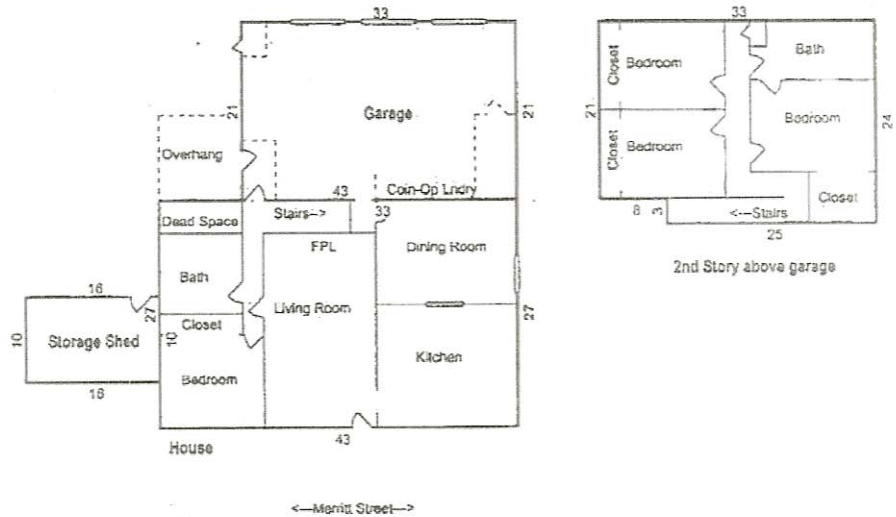 33
21
Garage
21
Overhang
43
Coin-Op Lndry
Stairs-->
Dead Space
33
FPL
Dining Room
Bath
Living Room
16
27
27
Closet
10
Storage Shed
10
Kitchen
Bedroom
16
43
House
<---Merritt Street--->
33
Closet
Bedroom
Bath
21
Bedroom
24
Closet
Bedroom
Closet
8
3
<---Stairs
25
2nd Story above garage